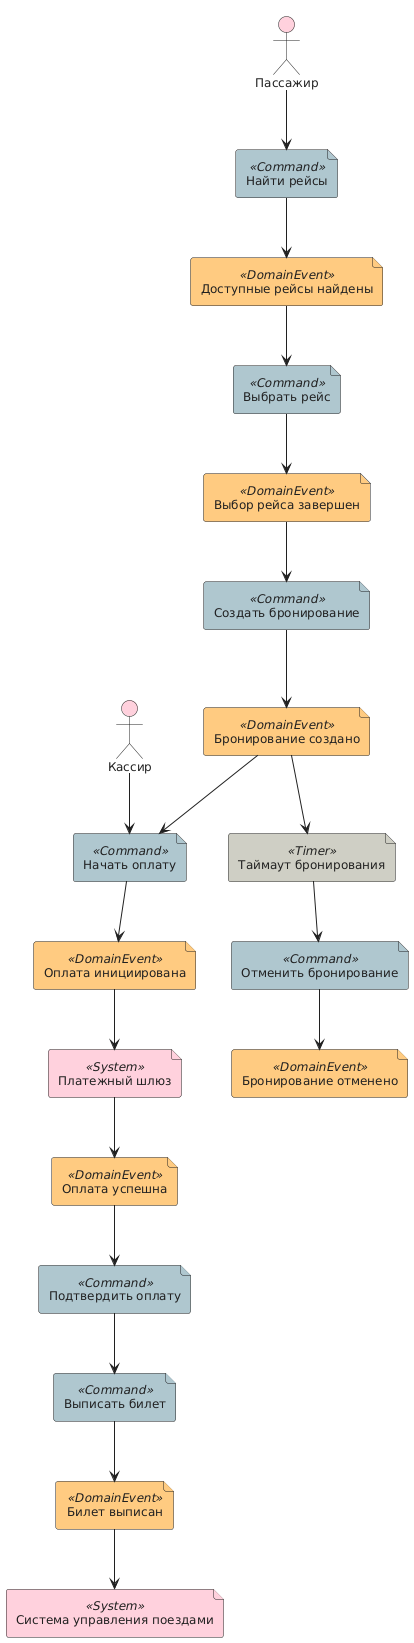 Пассажир
«Command»
Найти рейсы
«DomainEvent»
Доступные рейсы найдены
«Command»
Выбрать рейс
«DomainEvent»
Выбор рейса завершен
«Command»
Создать бронирование
«DomainEvent»
Бронирование создано
Кассир
«Command»
Начать оплату
«Timer»
Таймаут бронирования
«DomainEvent»
Оплата инициирована
«Command»
Отменить бронирование
«System»
Платежный шлюз
«DomainEvent»
Бронирование отменено
«DomainEvent»
Оплата успешна
«Command»
Подтвердить оплату
«Command»
Выписать билет
«DomainEvent»
Билет выписан
«System»
Система управления поездами